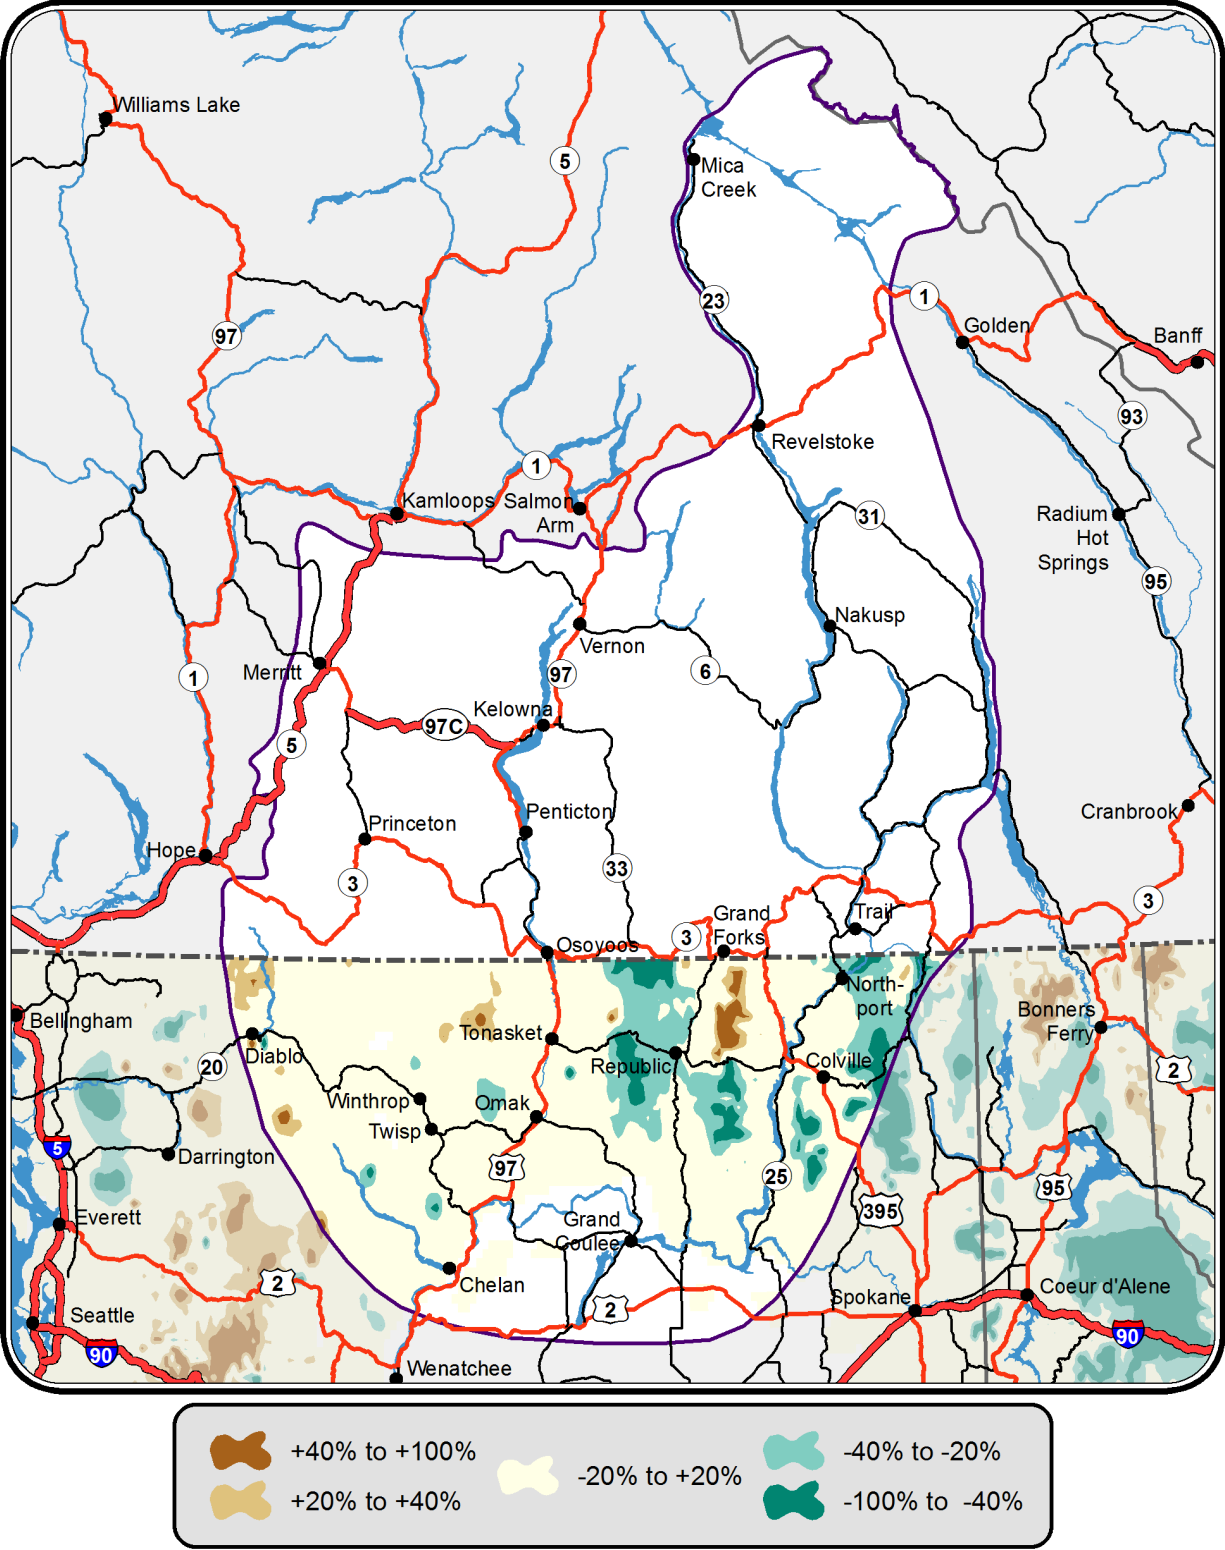 Williams Lake
5
Mica
Creek
23
1
Golden
Banff
97
93
Revelstoke
1
Kamloops
Salmon
Arm
31
Radium
Hot
Springs
95
Nakusp
Vernon
Merritt
1
97
6
Kelowna
97C
5
Cranbrook
Penticton
Princeton
Hope
33
3
3
Grand
Forks
Trail
3
Osoyoos
North-
port
Bonners
Ferry
Bellingham
Tonasket
Diablo
20
Republic
Colville
2
Winthrop
Omak
Twisp
5
Darrington
97
25
95
395
Everett
Grand
Coulee
Chelan
2
Coeur d'Alene
Spokane
2
Seattle
90
90
Wenatchee
+40% to +100%
-40% to -20%
-20% to +20%
+20% to +40%
-100% to -40%